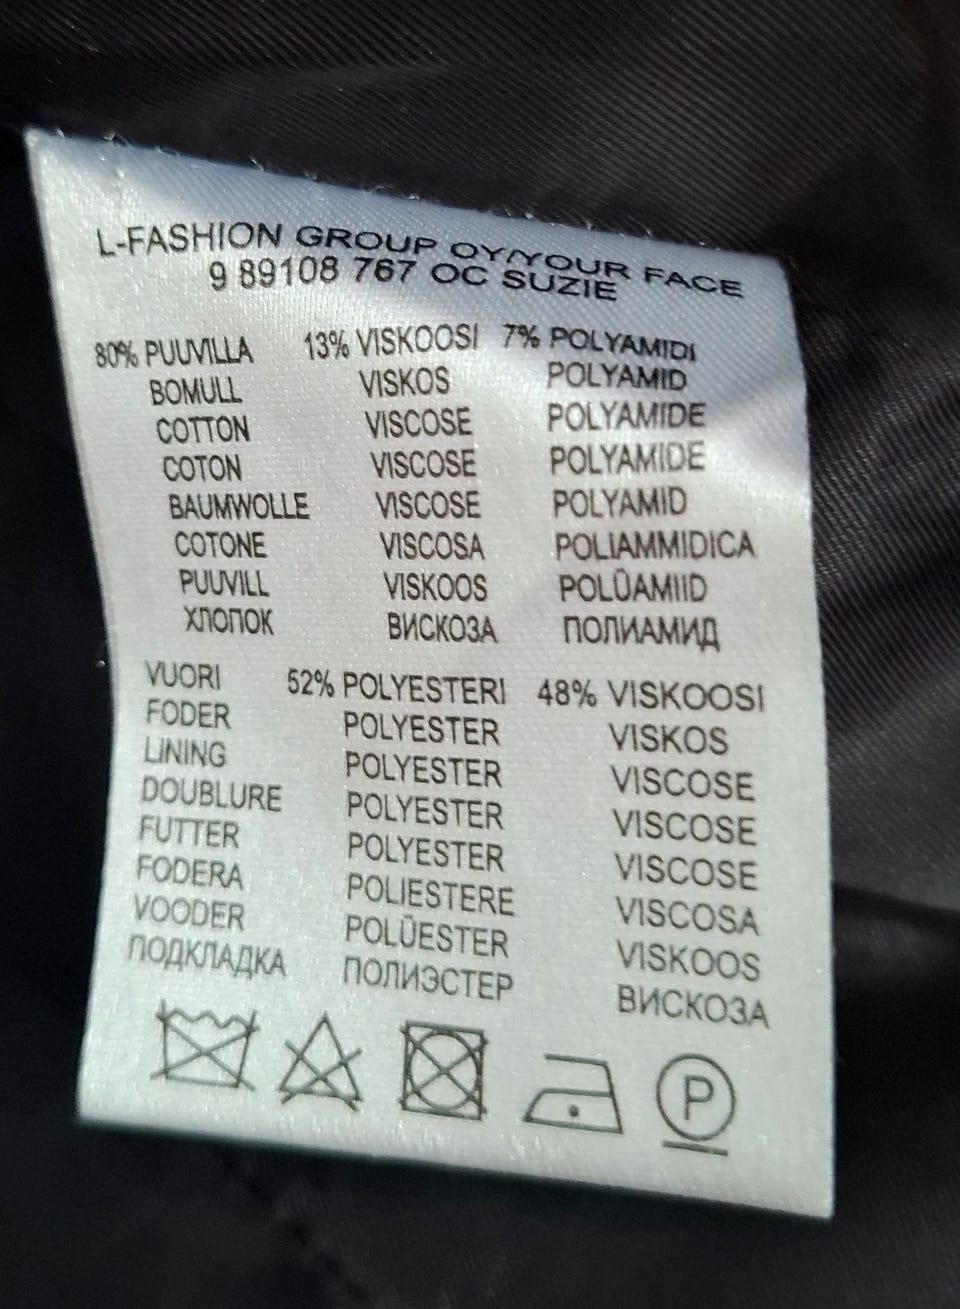 L-FASHION GROUP OY/YOUR FACE
9 89108 767 OC SUZIE
80% PUUVILLA 13% VISKOOSI 7% POLYAMIDI
BOMULL VISKOS POLYAMID
COTTON VISCOSE POLYAMIDE
COTON VISCOSE POLYAMIDE
BAUMWOLLE VISCOSE POLYAMID
COTONE VISCOSA POLIAMMIDICA
PUUVILL VISKOOS POLÜAMIID
ХЛОПОК ВИСКОЗА ПОЛИАМИД
VUORI 52% POLYESTERI 48% VISKOOSI
FODER POLYESTER VISKOS
LINING POLYESTER VISCOSE
DOUBLURE POLYESTER VISCOSE
FUTTER POLYESTER VISCOSE
FODERA POLIESTERE VISCOSA
VOODER POLÜESTER VISKOOS
ПОДКЛАДКА ПОЛИЭСТЕР ВИСКОЗА
P